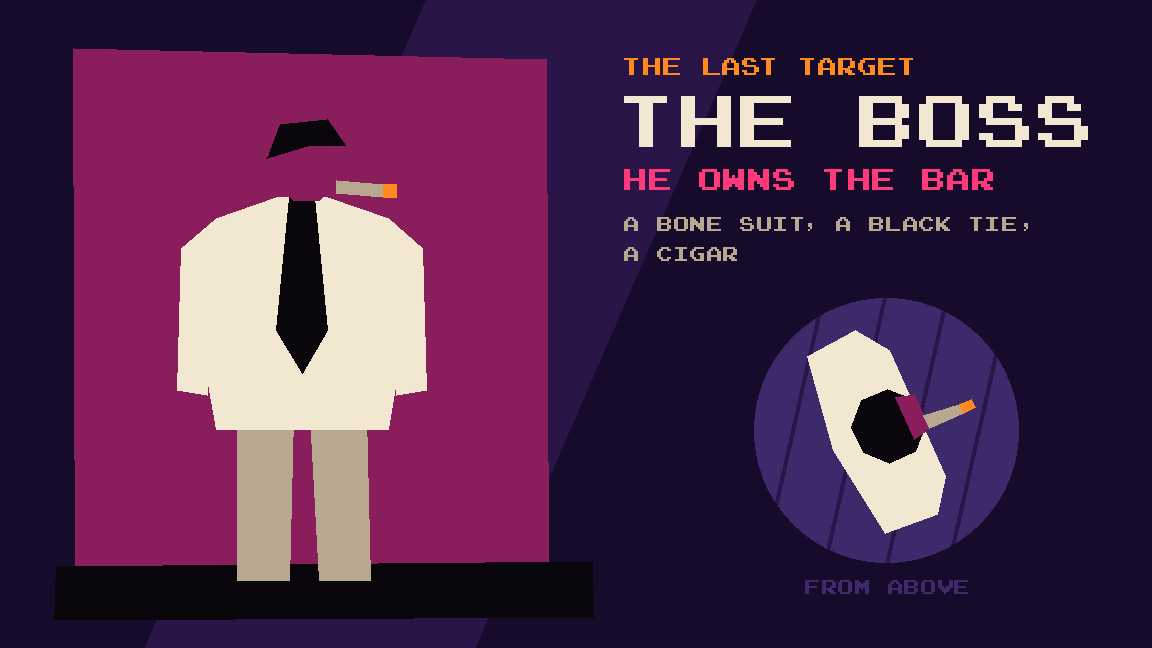 THE LAST TARGET
THE BOSS
HE OWNS THE BAR
A BONE SUIT, A BLACK TIE,
A CIGAR
FROM ABOVE